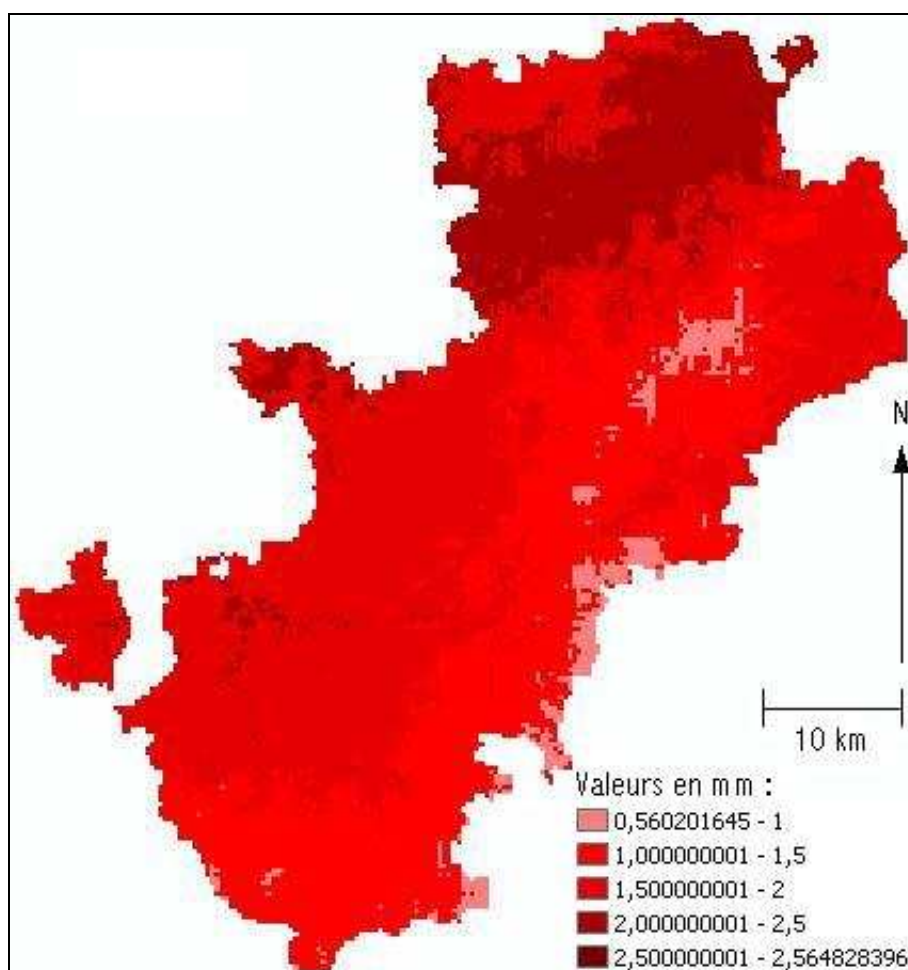 N
10 km
Valeurs en mm :
0,560201645 - 1
1,000000001 - 1,5
1,500000001 - 2
2,000000001 - 2,5
2,500000001 - 2,564828396